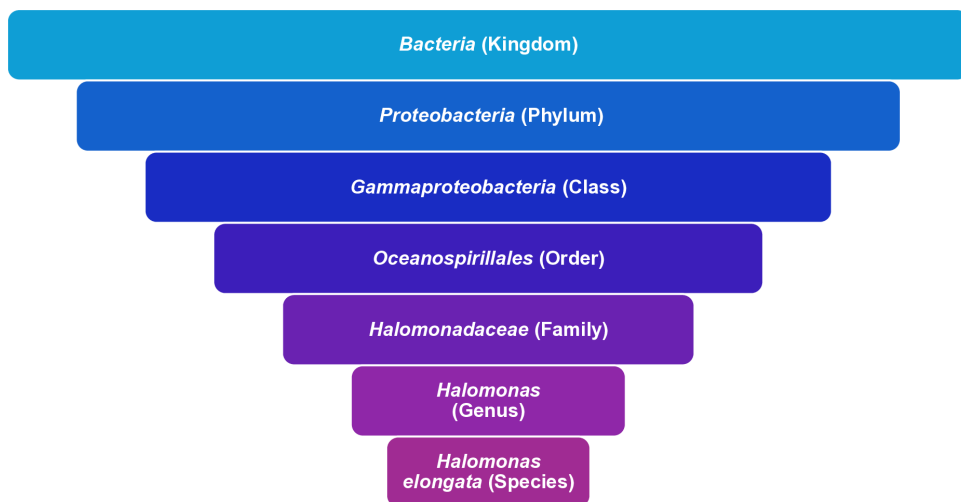 Bacteria (Kingdom)
Proteobacteria (Phylum)
Gammaproteobacteria (Class)
Oceanospirillales (Order)
Halomonadaceae (Family)
Halomonas
(Genus)
Halomonas
elongata (Species)